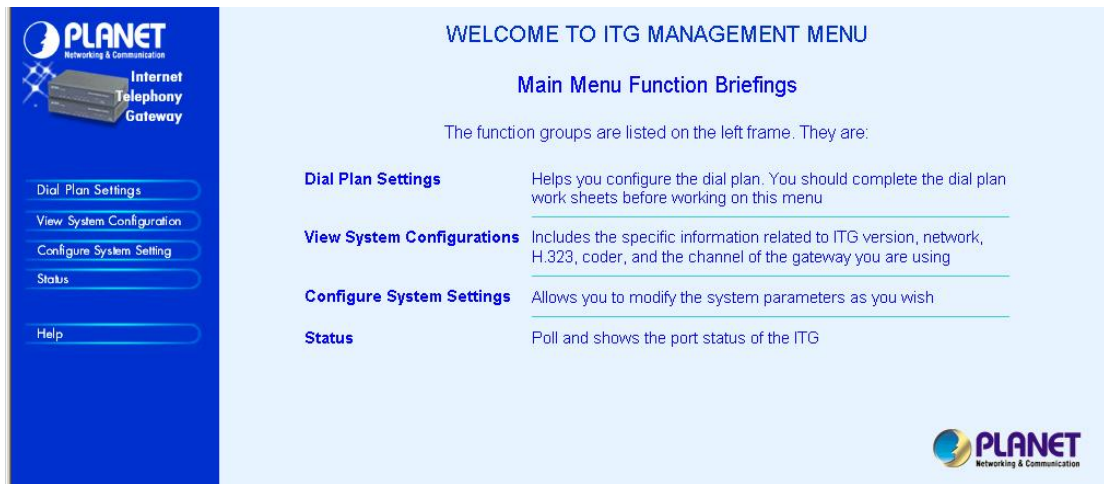 PLANET
Networking & Communication
Internet
Telephony
Gateway
Dial Plan Settings
View System Configuration
Configure System Setting
Status
Help
WELCOME TO ITG MANAGEMENT MENU
Main Menu Function Briefings
The function groups are listed on the left frame. They are:
Dial Plan Settings
Helps you configure the dial plan. You should complete the dial plan
work sheets before working on this menu
View System Configurations
Includes the specific information related to ITG version, network,
H.323, coder, and the channel of the gateway you are using
Configure System Settings
Allows you to modify the system parameters as you wish
Status
Poll and shows the port status of the ITG
PLANET
Networking & Communication